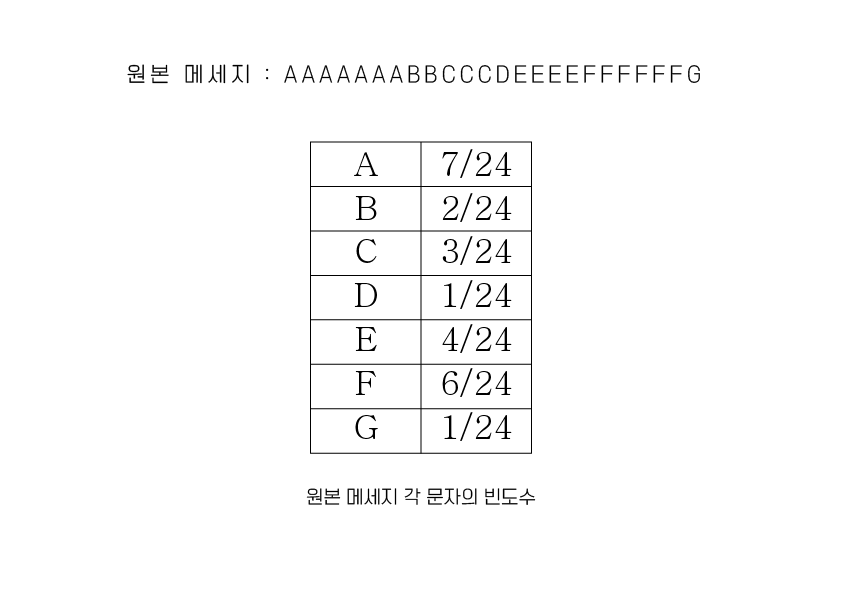 원본 메세지 : AAAAAAABBCCCDEEEEFFFFFFG
A 7/24
B 2/24
C 3/24
D 1/24
E 4/24
F 6/24
G 1/24
원본 메세지 각 문자의 빈도수